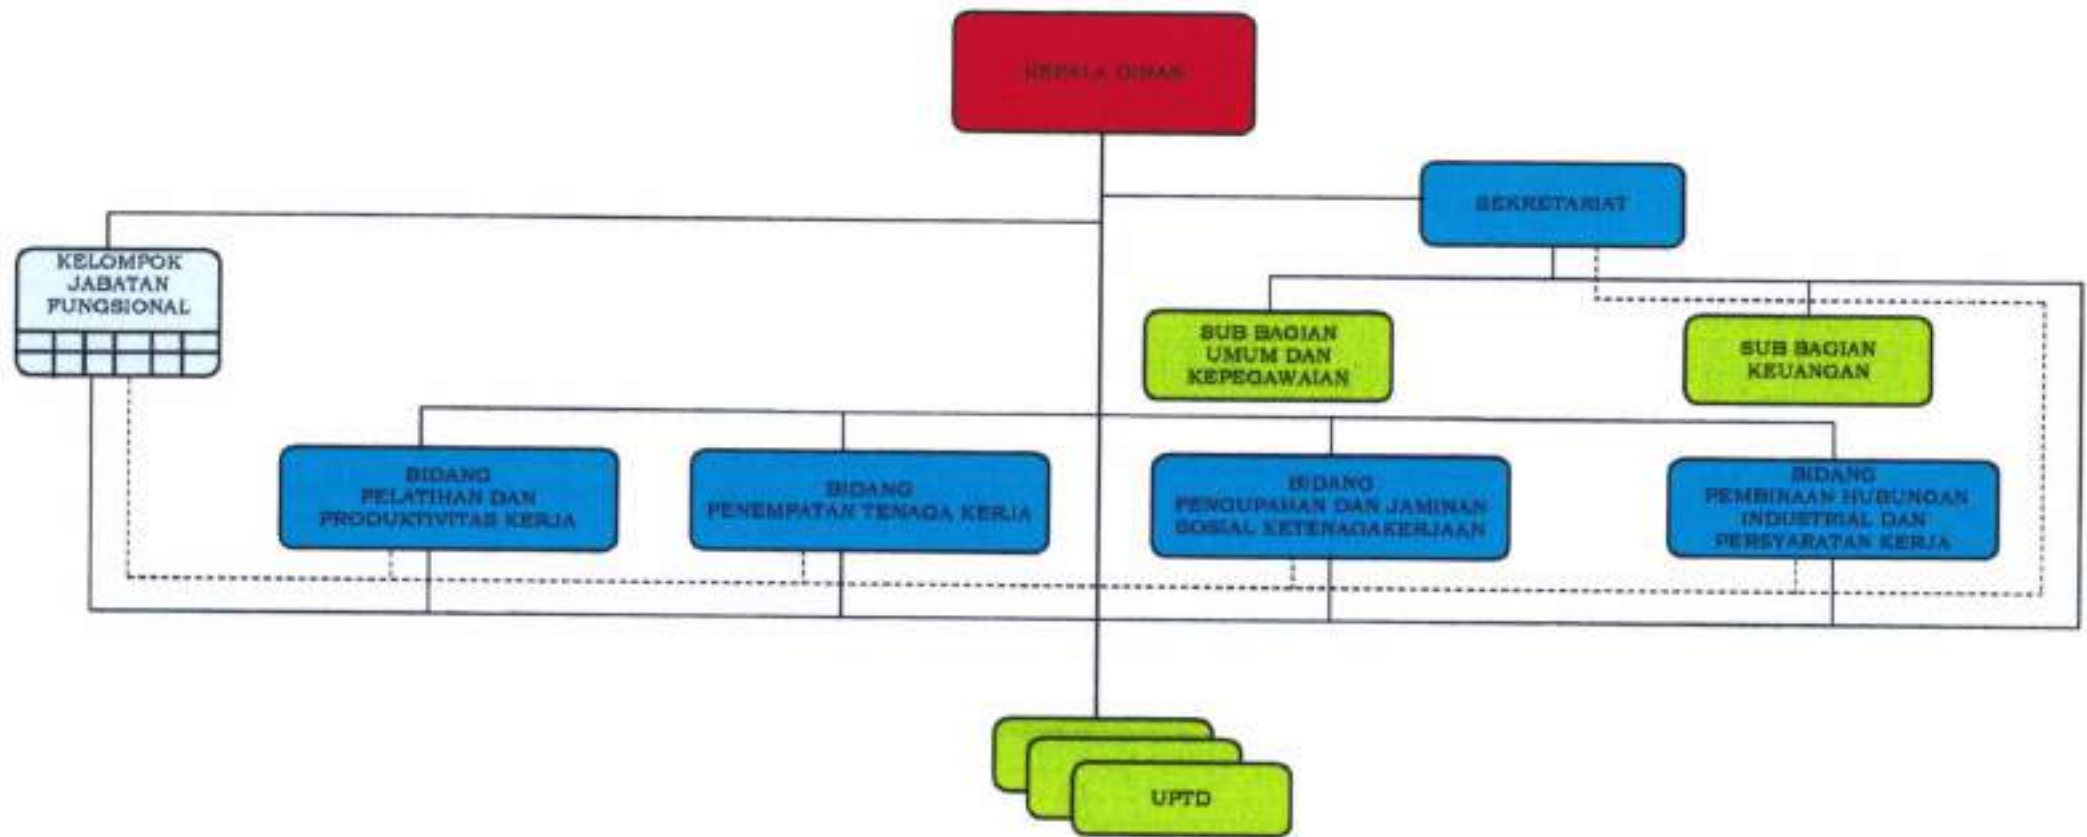 KEPALA DINAS
SEKRETARIAT
KELOMPOK
JABATAN
FUNGSIONAL
SUB BAGIAN
UMUM DAN
KEPEGAWAIAN
SUB BAGIAN
KEUANGAN
BIDANG
PELATIHAN DAN
PRODUKTIVITAS KERJA
BIDANG
PENEMPATAN TENAGA KERJA
BIDANG
PENGUPAHAN DAN JAMINAN
SOSIAL KETENAGAKERJAAN
BIDANG
PEMBINAAN HUBUNGAN
INDUSTRIAL DAN
PERSYARATAN KERJA
UPTD